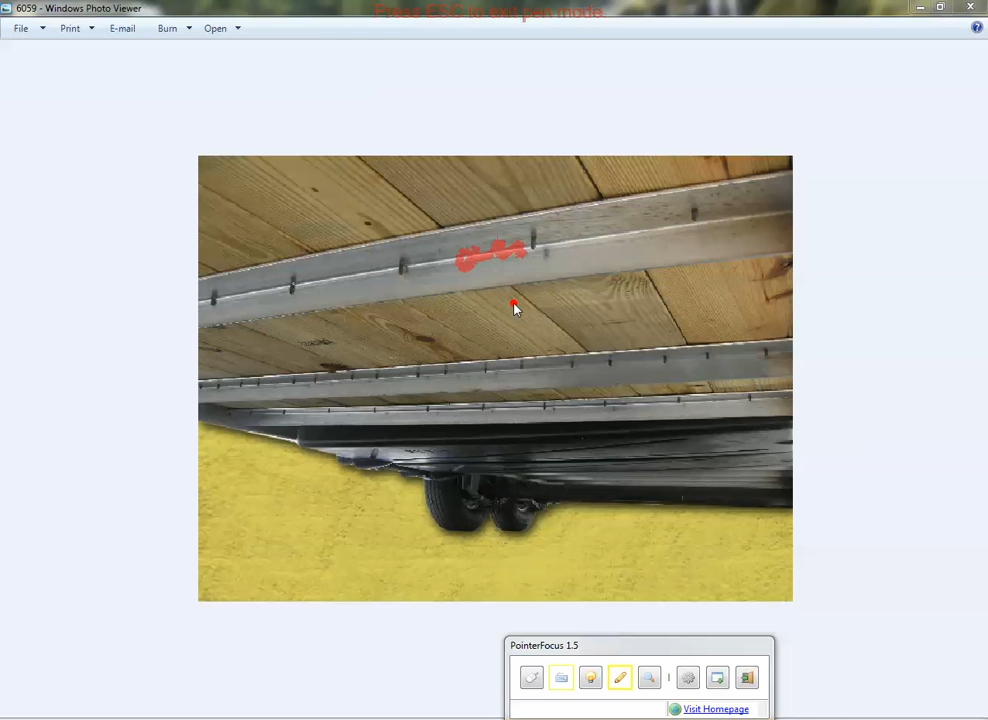 6059 - Windows Photo Viewer
Press ESC to exit pen mode.
File Print E-mail Burn Open
PointerFocus 1.5
Visit Homepage